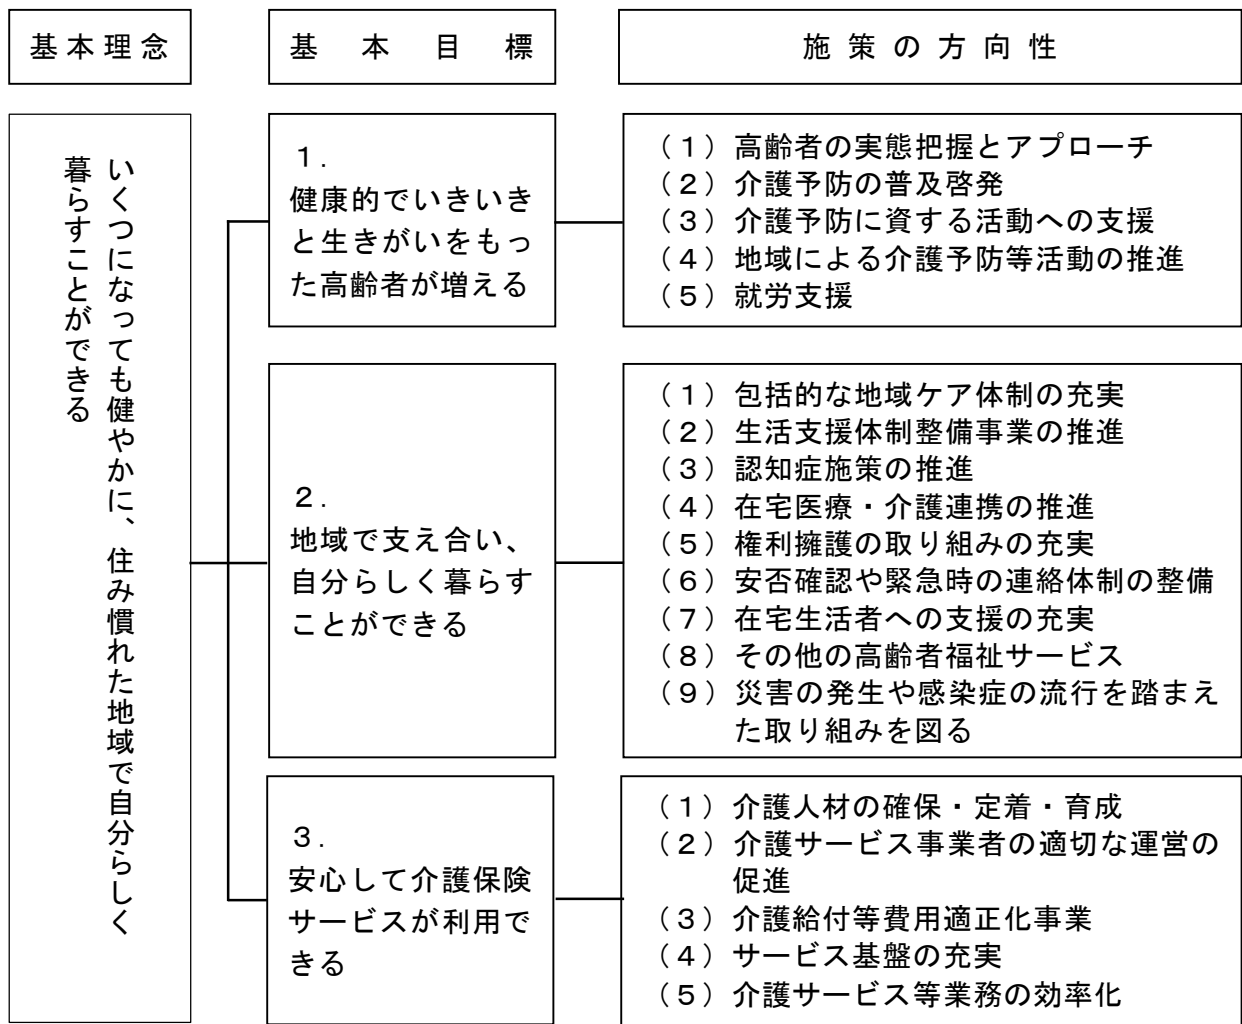 基本理念
基本目標
施策の方向性
いくつになっても健やかに、住み慣れた地域で自分らしく
暮らすことができる
１．
健康的でいきいき
と生きがいをもっ
た高齢者が増える
（１）高齢者の実態把握とアプローチ
（２）介護予防の普及啓発
（３）介護予防に資する活動への支援
（４）地域による介護予防等活動の推進
（５）就労支援
２．
地域で支え合い、
自分らしく暮らす
ことができる
（１）包括的な地域ケア体制の充実
（２）生活支援体制整備事業の推進
（３）認知症施策の推進
（４）在宅医療・介護連携の推進
（５）権利擁護の取り組みの充実
（６）安否確認や緊急時の連絡体制の整備
（７）在宅生活者への支援の充実
（８）その他の高齢者福祉サービス
（９）災害の発生や感染症の流行を踏まえ
た取り組みを図る
３．
安心して介護保険
サービスが利用で
きる
（１）介護人材の確保・定着・育成
（２）介護サービス事業者の適切な運営の
促進
（３）介護給付等費用適正化事業
（４）サービス基盤の充実
（５）介護サービス等業務の効率化